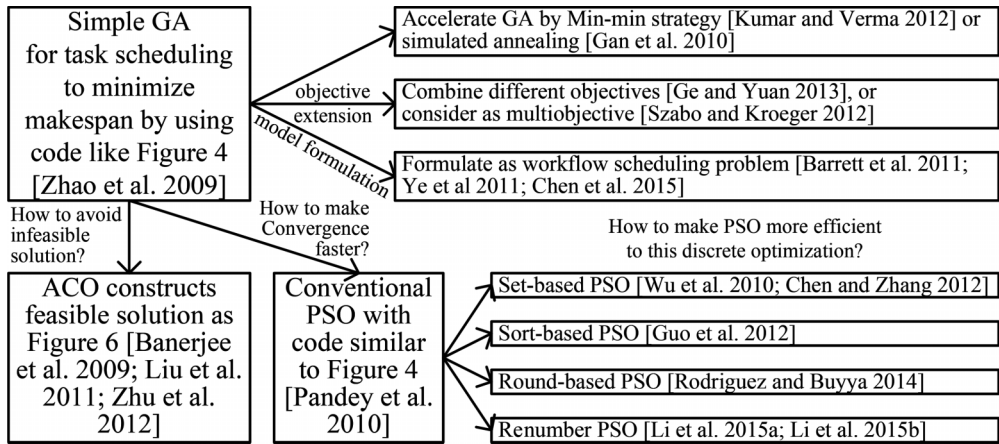 Simple GA
for task scheduling
to minimize
makespan by using
code like Figure 4
[Zhao et al. 2009]
Accelerate GA by Min-min strategy [Kumar and Verma 2012] or
simulated annealing [Gan et al. 2010]
objective
extension
Combine different objectives [Ge and Yuan 2013], or
consider as multiobjective [Szabo and Kroeger 2012]
model formulation
Formulate as workflow scheduling problem [Barrett et al. 2011;
Ye et al 2011; Chen et al. 2015]
How to avoid
infeasible
solution?
How to make
Convergence
faster?
How to make PSO more efficient
to this discrete optimization?
ACO constructs
feasible solution as
Figure 6 [Banerjee
et al. 2009; Liu et al.
2011; Zhu et al.
2012]
Conventional
PSO with
code similar
to Figure 4
[Pandey et al.
2010]
Set-based PSO [Wu et al. 2010; Chen and Zhang 2012]
Sort-based PSO [Guo et al. 2012]
Round-based PSO [Rodriguez and Buyya 2014]
Renumber PSO [Li et al. 2015a; Li et al. 2015b]